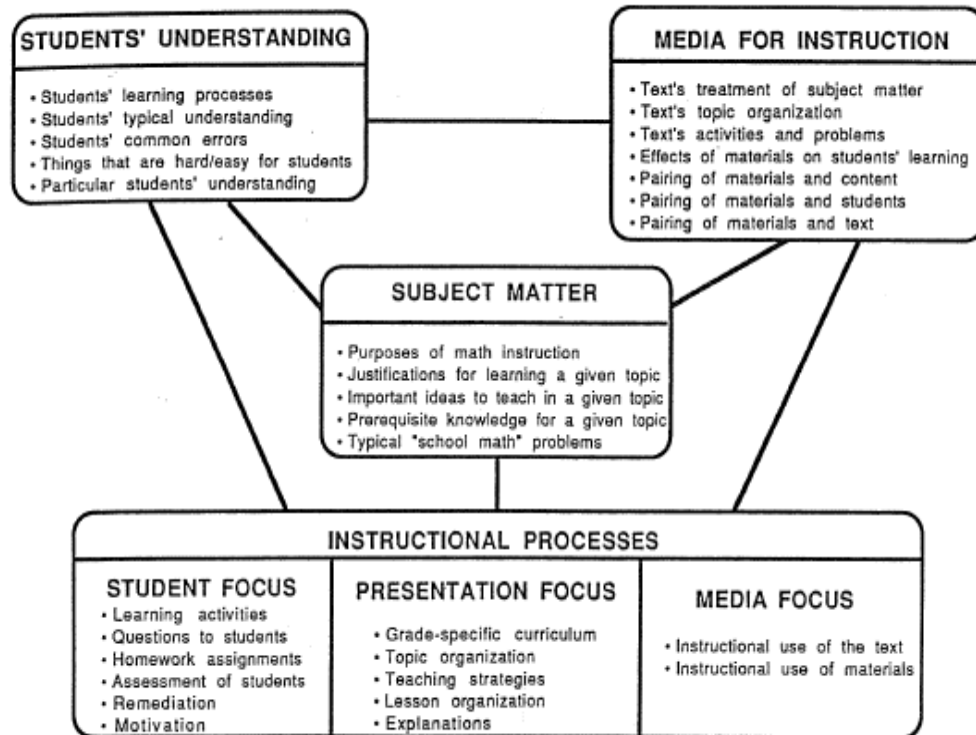 STUDENTS' UNDERSTANDING
• Students' learning processes
• Students' typical understanding
• Students' common errors
• Things that are hard/easy for students
• Particular students' understanding
MEDIA FOR INSTRUCTION
• Text's treatment of subject matter
• Text's topic organization
• Text's activities and problems
• Effects of materials on students' learning
• Pairing of materials and content
• Pairing of materials and students
• Pairing of materials and text
SUBJECT MATTER
• Purposes of math instruction
• Justifications for learning a given topic
• Important ideas to teach in a given topic
• Prerequisite knowledge for a given topic
• Typical "school math" problems
INSTRUCTIONAL PROCESSES
STUDENT FOCUS
• Learning activities
• Questions to students
• Homework assignments
• Assessment of students
• Remediation
• Motivation
PRESENTATION FOCUS
• Grade-specific curriculum
• Topic organization
• Teaching strategies
• Lesson organization
• Explanations
MEDIA FOCUS
• Instructional use of the text
• Instructional use of materials